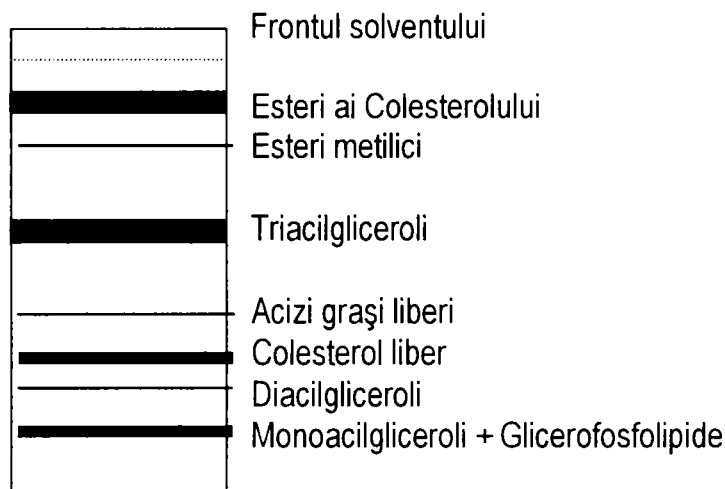 Frontul solventului
Esteri ai Colesterolului
Esteri metilici
Triacilgliceroli
Acizi graşi liberi
Colesterol liber
Diacilgliceroli
Monoacilgliceroli + Glicerofosfolipide